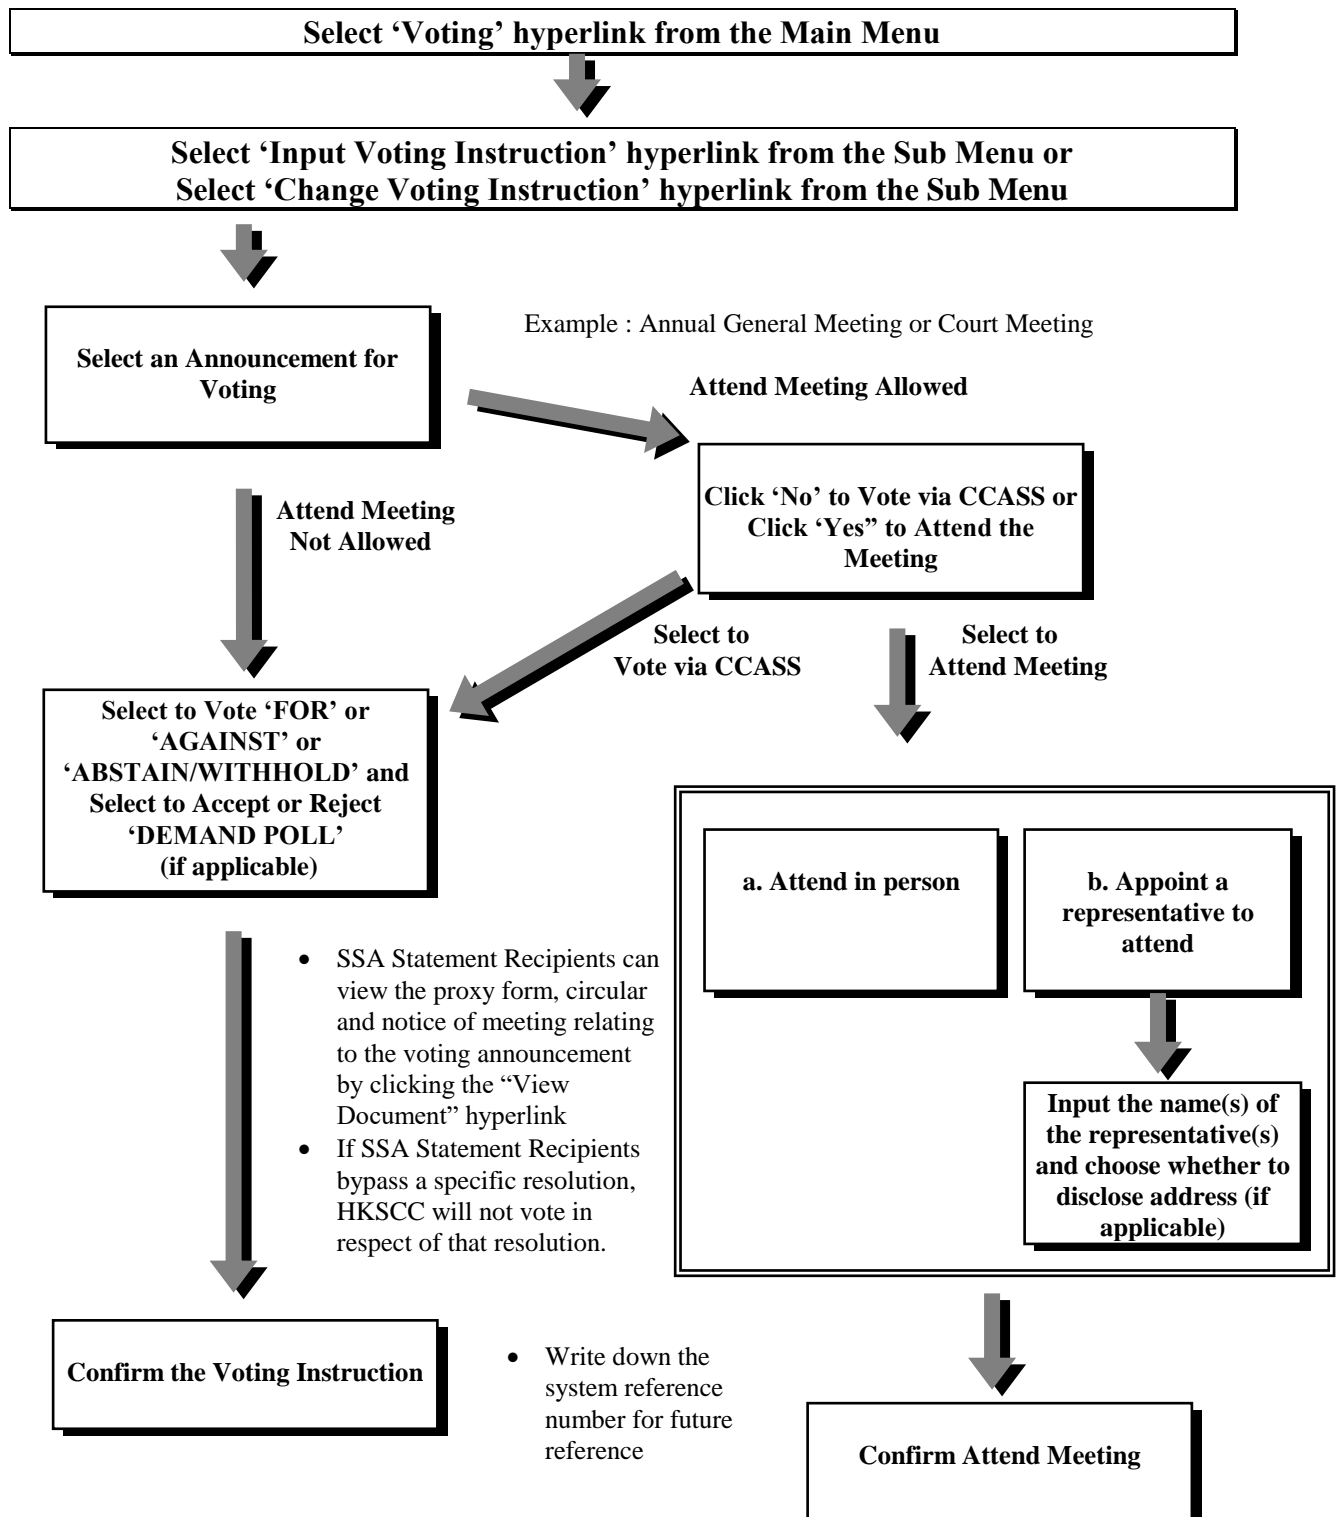 Select ‘Voting’ hyperlink from the Main Menu
Select ‘Input Voting Instruction’ hyperlink from the Sub Menu or
Select ‘Change Voting Instruction’ hyperlink from the Sub Menu
Example : Annual General Meeting or Court Meeting
Select an Announcement for
Voting
Attend Meeting Allowed
Click ‘No’ to Vote via CCASS or
Click ‘Yes” to Attend the
Meeting
Attend Meeting
Not Allowed
Select to
Vote via CCASS
Select to
Attend Meeting
Select to Vote ‘FOR’ or
‘AGAINST’ or
‘ABSTAIN/WITHHOLD’ and
Select to Accept or Reject
‘DEMAND POLL’
(if applicable)
a. Attend in person
b. Appoint a
representative to
attend
• SSA Statement Recipients can
view the proxy form, circular
and notice of meeting relating
to the voting announcement
by clicking the “View
Document” hyperlink
• If SSA Statement Recipients
bypass a specific resolution,
HKSCC will not vote in
respect of that resolution.
Input the name(s) of
the representative(s)
and choose whether to
disclose address (if
applicable)
Confirm the Voting Instruction
• Write down the
system reference
number for future
reference
Confirm Attend Meeting